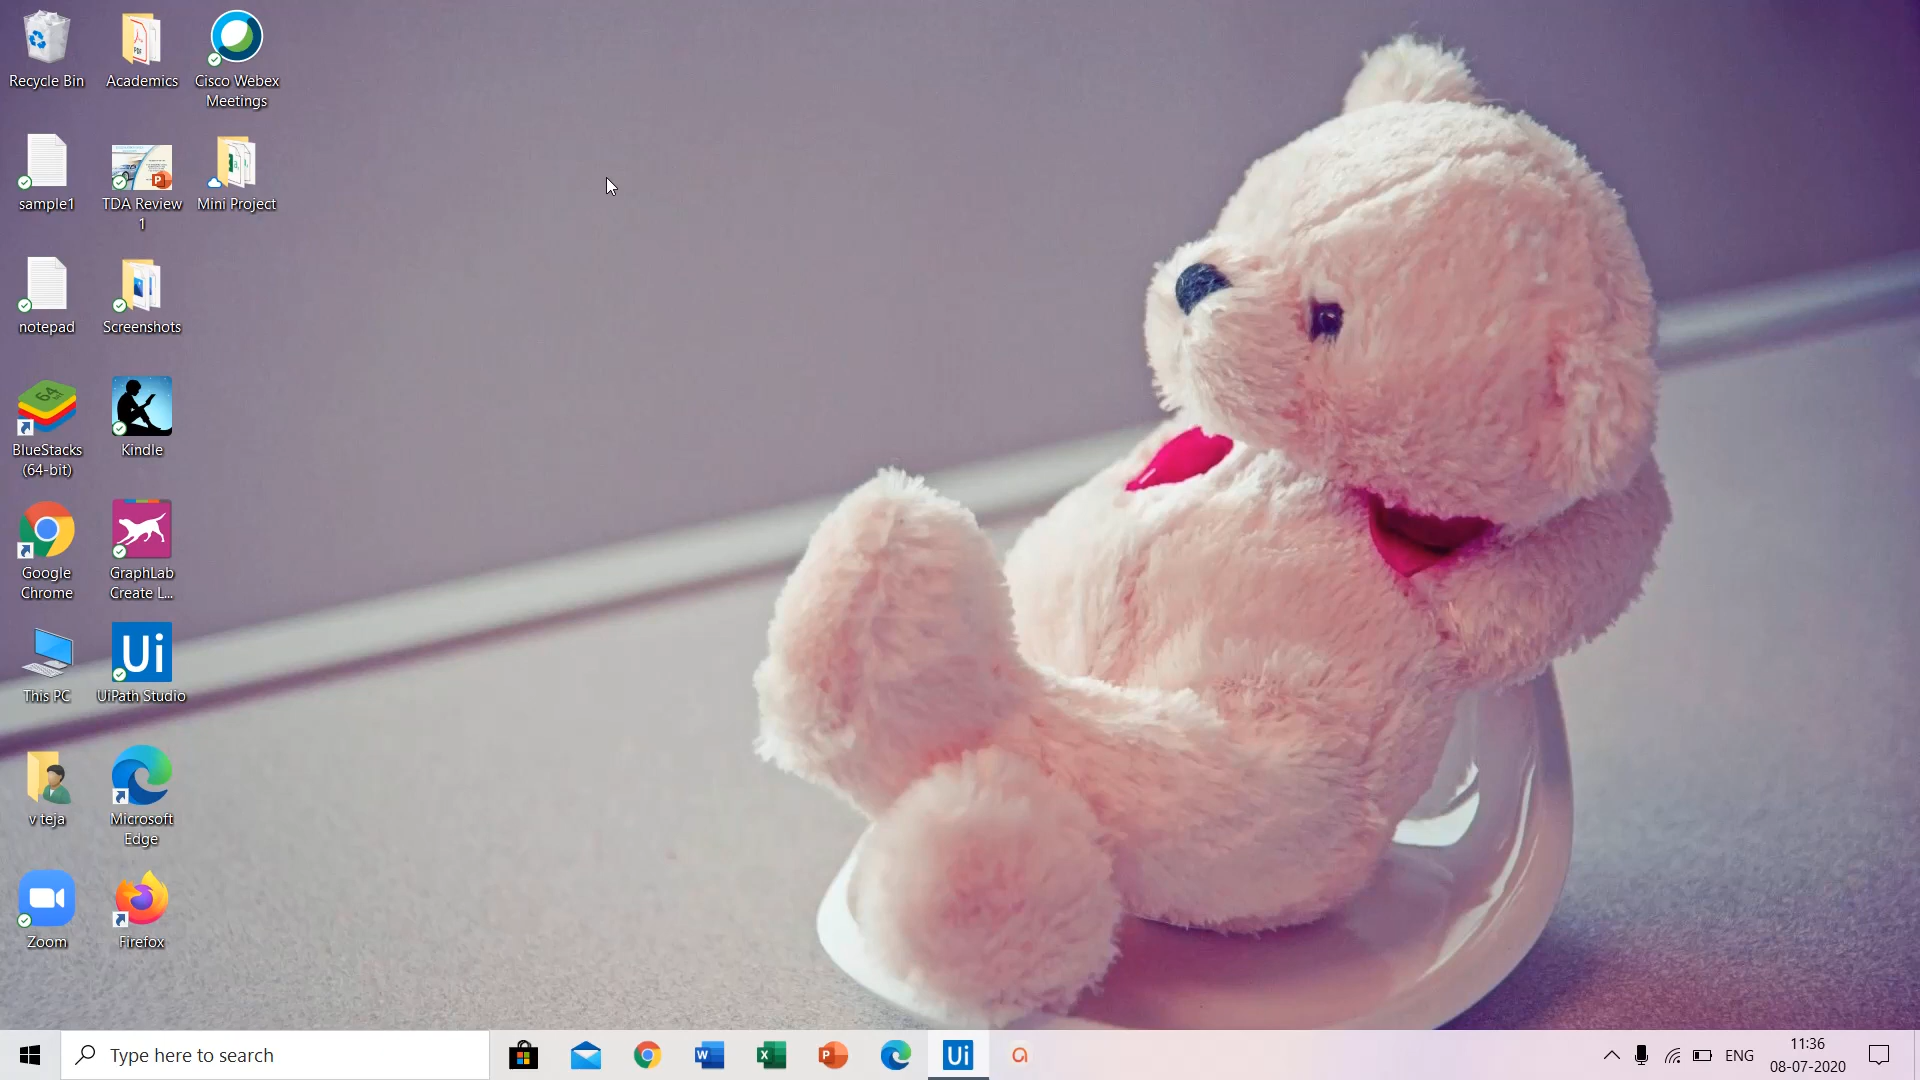 Recycle Bin
Academics
Cisco Webex
Meetings
sample1
TDA Review
1
Mini Project
notepad
Screenshots
BlueStacks
(64-bit)
Kindle
Google
Chrome
GraphLab
Create L...
This PC
UiPath Studio
v teja
Microsoft
Edge
Zoom
Firefox
Type here to search
ENG
11:36
08-07-2020